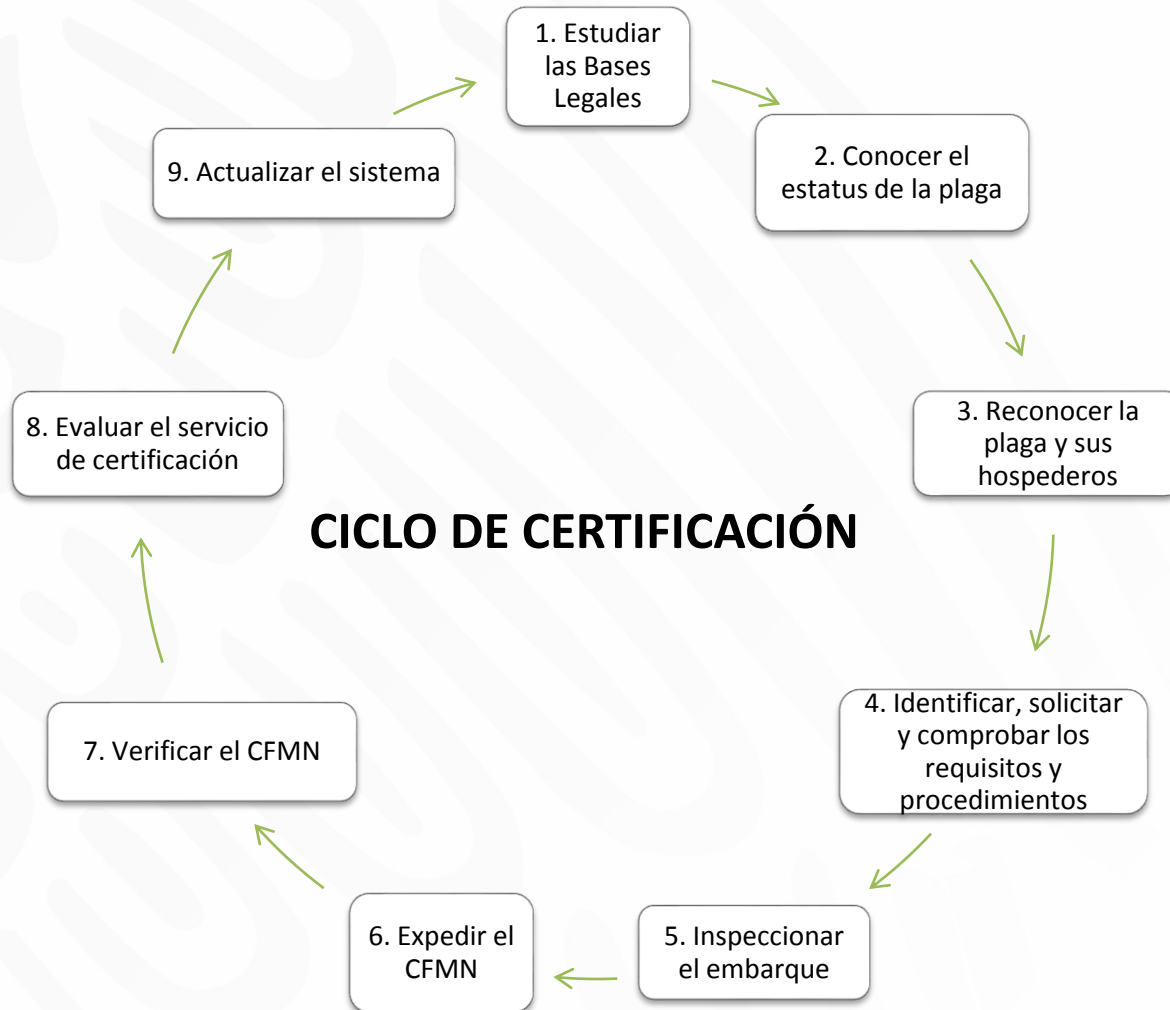 1. Estudiar
las Bases
Legales
2. Conocer el
estatus de la plaga
3. Reconocer la
plaga y sus
hospederos
4. Identificar, solicitar
y comprobar los
requisitos y
procedimientos
5. Inspeccionar
el embarque
6. Expedir el
CFMN
7. Verificar el CFMN
8. Evaluar el servicio
de certificación
9. Actualizar el sistema
CICLO DE CERTIFICACIÓN